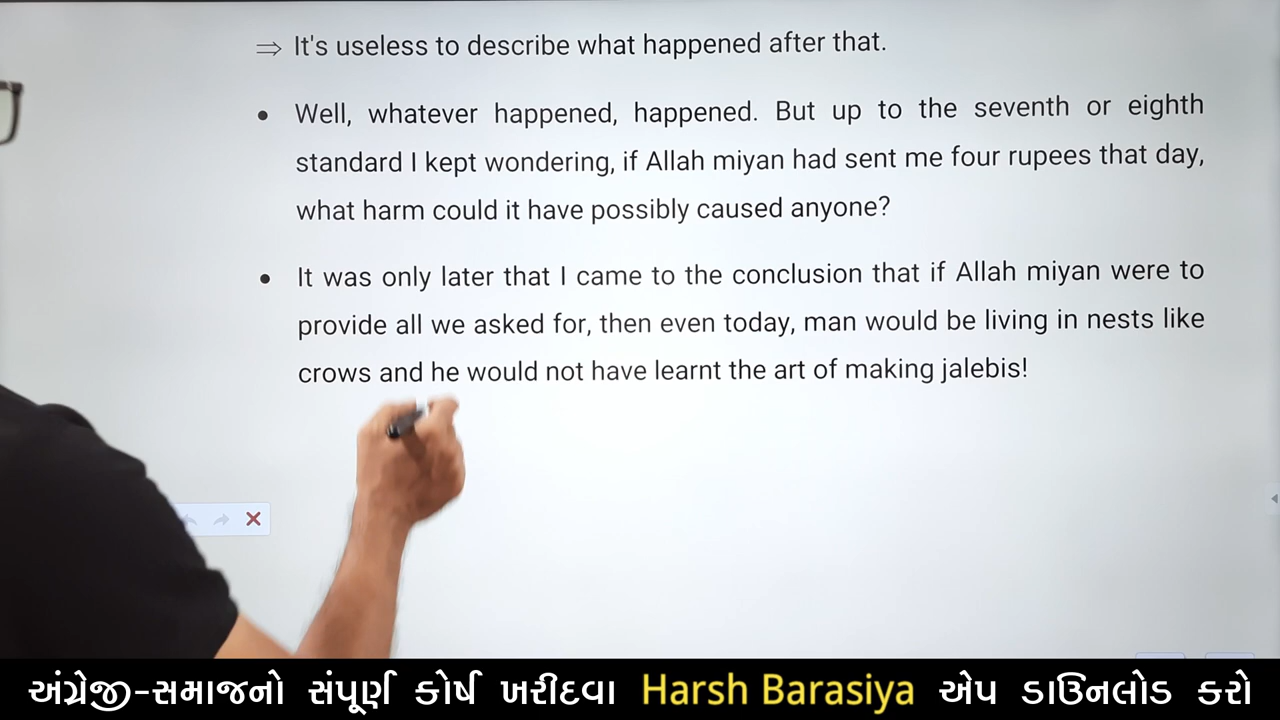 ⇒ It's useless to describe what happened after that.
• Well, whatever happened, happened. But up to the seventh or eighth
standard I kept wondering, if Allah miyan had sent me four rupees that day,
what harm could it have possibly caused anyone?
• It was only later that I came to the conclusion that if Allah miyan were to
provide all we asked for, then even today, man would be living in nests like
crows and he would not have learnt the art of making jalebis!
અંગ્રેજી-સમાજનો સંપૂર્ણ કોર્ષ ખરીદવા Harsh Barasiya એપ ડાઉનલોડ કરો